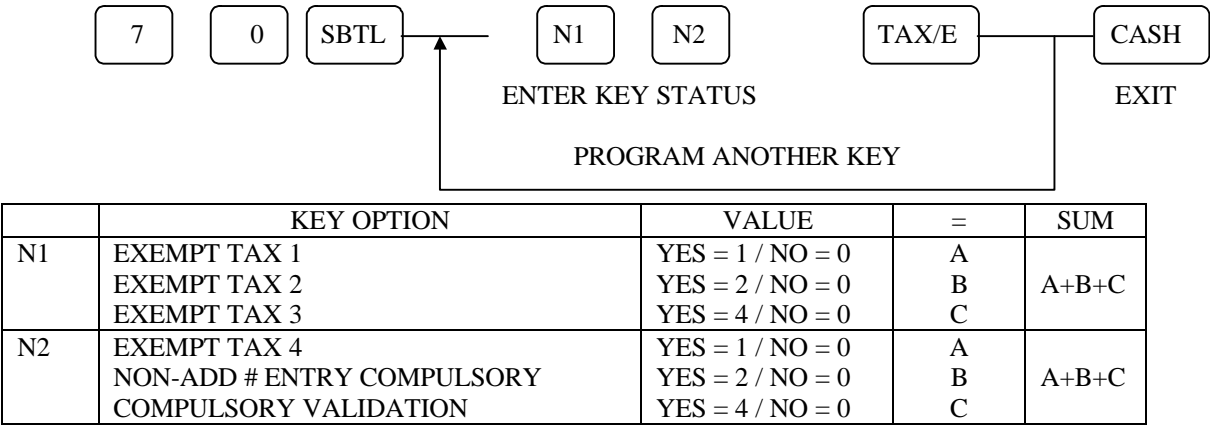 7 0 SBTL N1 N2 TAX/E CASH
ENTER KEY STATUS EXIT
PROGRAM ANOTHER KEY
KEY OPTION VALUE = SUM
N1 EXEMPT TAX 1 YES = 1 / NO = 0 A
EXEMPT TAX 2 YES = 2 / NO = 0 B A+B+C
EXEMPT TAX 3 YES = 4 / NO = 0 C
N2 EXEMPT TAX 4 YES = 1 / NO = 0 A
NON-ADD # ENTRY COMPULSORY YES = 2 / NO = 0 B A+B+C
COMPULSORY VALIDATION YES = 4 / NO = 0 C